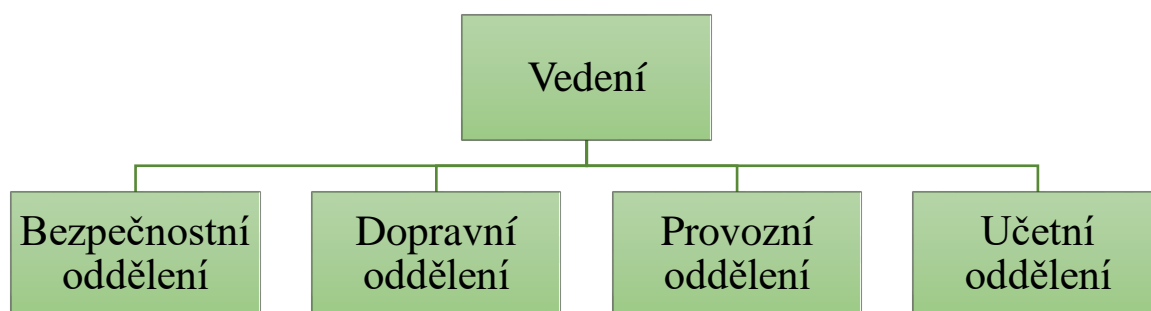 Vedení
Bezpečnostní
oddělení
Dopravní
oddělení
Provozní
oddělení
Učetní
oddělení